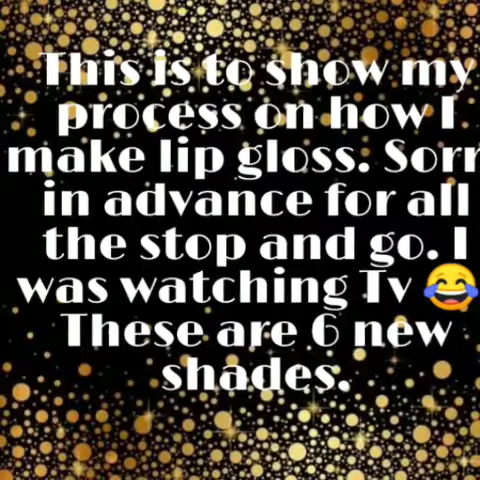 This is to show my
process on how I
make lip gloss. Sorr
in advance for all
the stop and go. I
was watching Tv 😂
These are 6 new
shades.